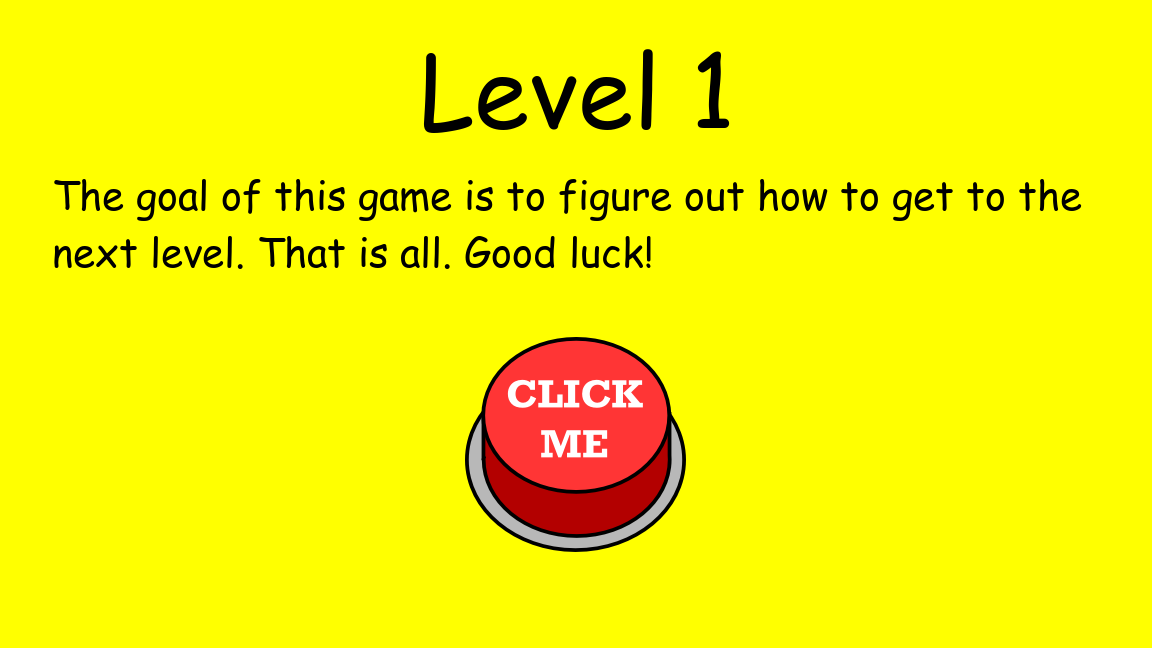 Level 1
The goal of this game is to figure out how to get to the
next level. That is all. Good luck!
CLICK
ME